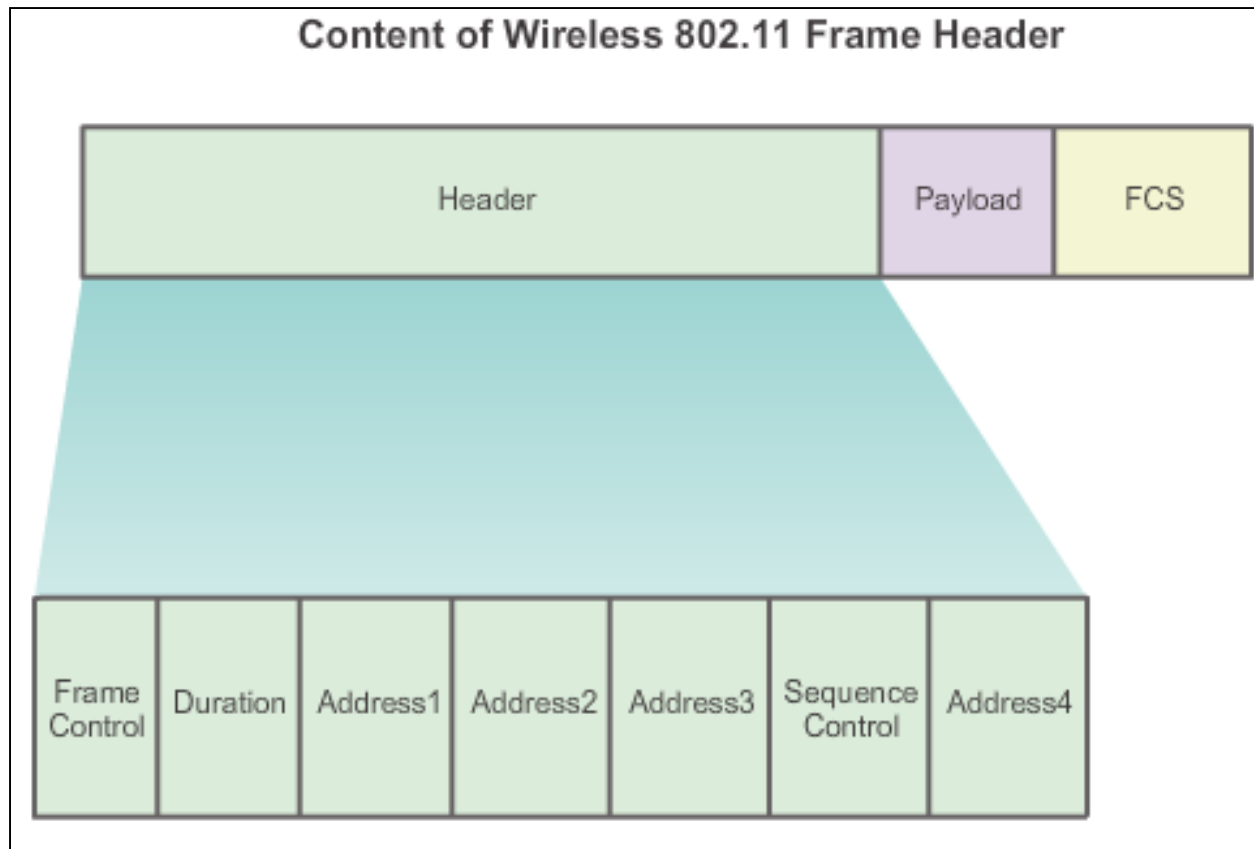 Content of Wireless 802.11 Frame Header
Header
Payload
FCS
Frame
Control
Duration
Address1
Address2
Address3
Sequence
Control
Address4